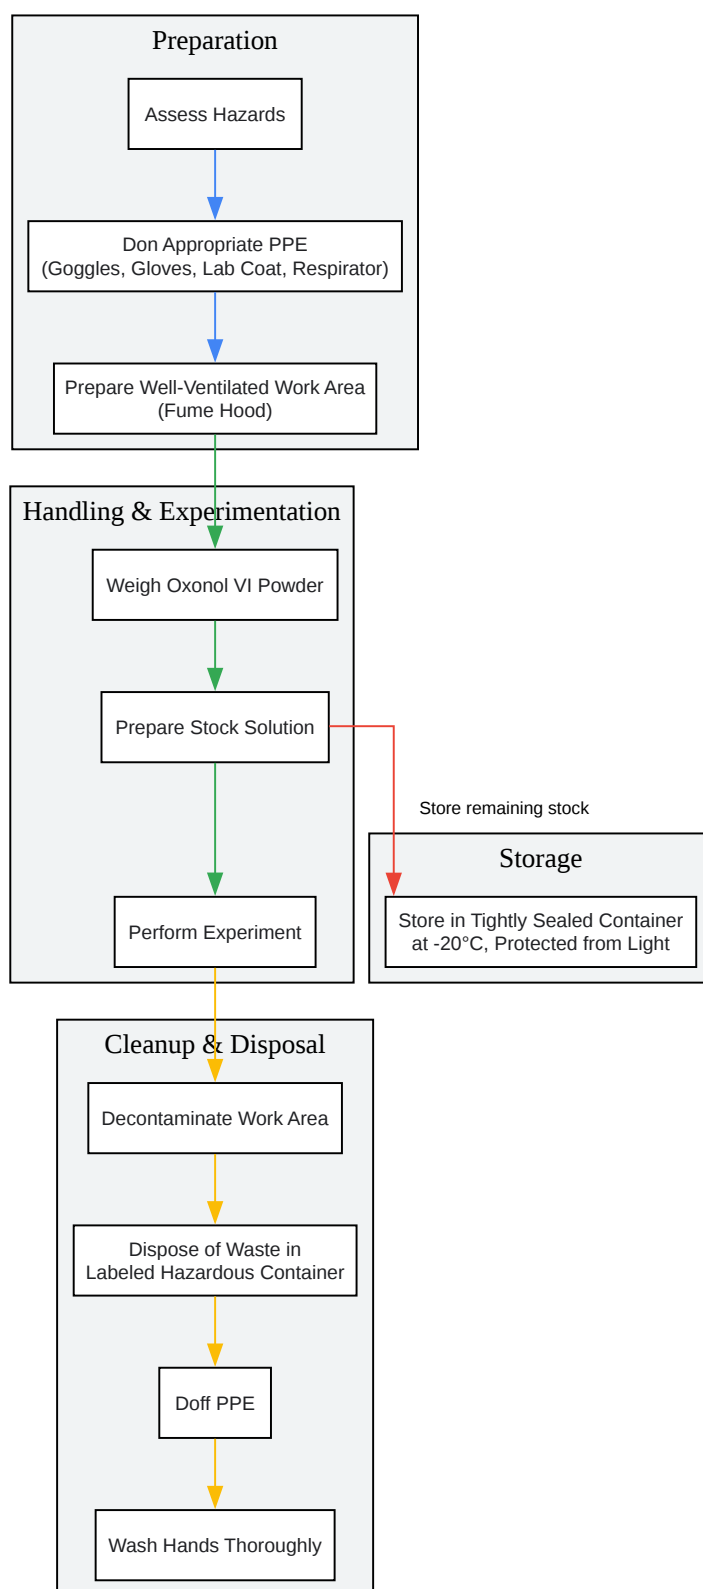 Preparation
Assess Hazards
Don Appropriate PPE
(Goggles, Gloves, Lab Coat, Respirator)
Prepare Well-Ventilated Work Area
(Fume Hood)
Handling & Experimentation
Weigh Oxonol VI Powder
Prepare Stock Solution
Store remaining stock
Storage
Store in Tightly Sealed Container
at -20°C, Protected from Light
Perform Experiment
Cleanup & Disposal
Decontaminate Work Area
Dispose of Waste in
Labeled Hazardous Container
Doff PPE
Wash Hands Thoroughly